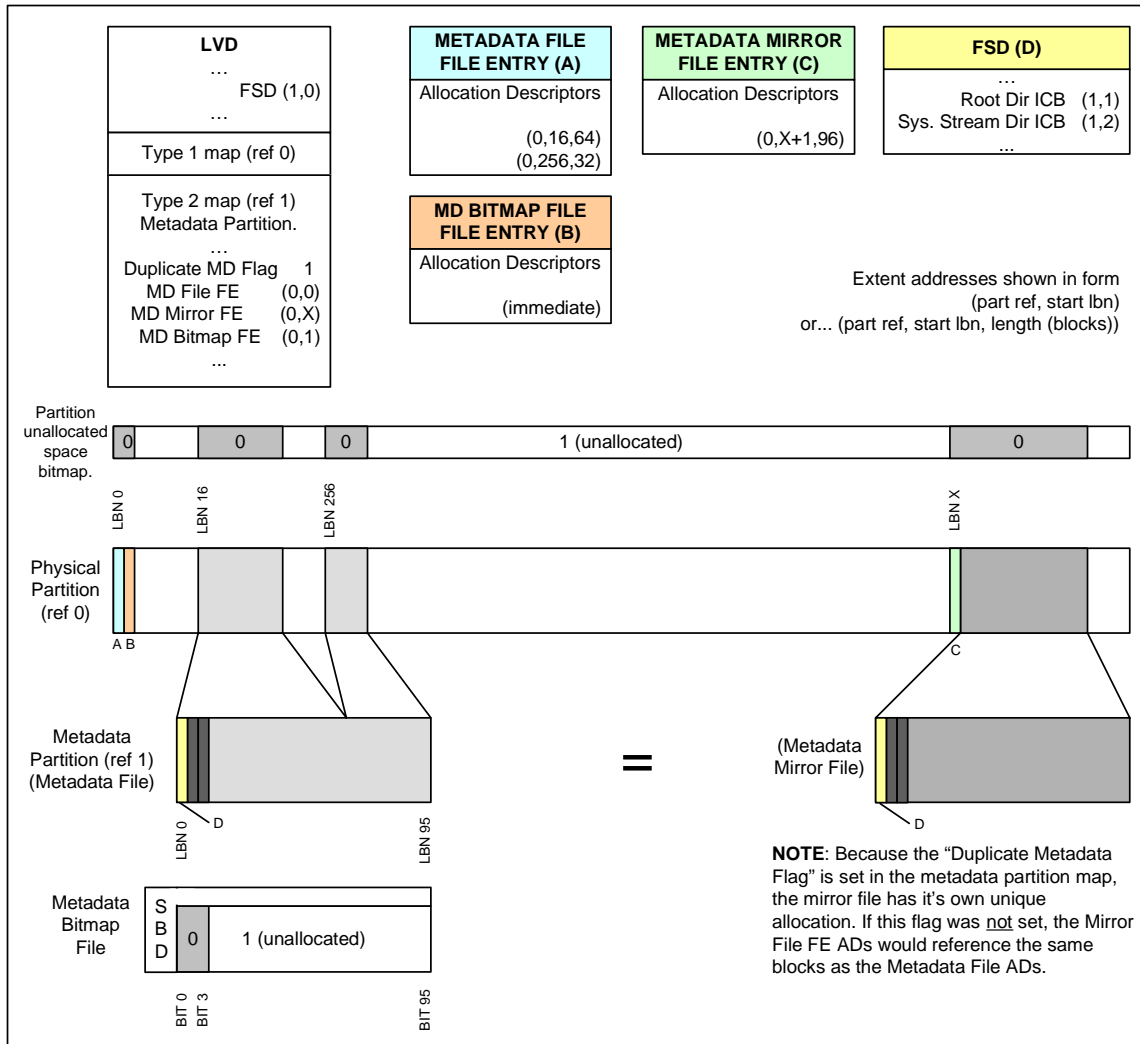 LVD
…
FSD (1,0)
…
Type 1 map (ref 0)
Type 2 map (ref 1)
Metadata Partition.
…
Duplicate MD Flag 1
MD File FE (0,0)
MD Mirror FE (0,X)
MD Bitmap FE (0,1)
...
METADATA FILE
FILE ENTRY (A)
Allocation Descriptors
(0,16,64)
(0,256,32)
METADATA MIRROR
FILE ENTRY (C)
Allocation Descriptors
(0,X+1,96)
FSD (D)
…
Root Dir ICB (1,1)
Sys. Stream Dir ICB (1,2)
...
MD BITMAP FILE
FILE ENTRY (B)
Allocation Descriptors
(immediate)
Extent addresses shown in form
(part ref, start lbn)
or... (part ref, start lbn, length (blocks))
Partition
unallocated
space
bitmap.
0
0
0
1 (unallocated)
0
LBN 0
LBN 16
LBN 256
LBN X
Physical
Partition
(ref 0)
A B
C
Metadata
Partition (ref 1)
(Metadata File)
D
LBN 0
LBN 95
=
(Metadata
Mirror File)
D
Metadata
Bitmap
File
S
B
D
0
1 (unallocated)
BIT 0
BIT 3
BIT 95
NOTE: Because the “Duplicate Metadata
Flag” is set in the metadata partition map,
the mirror file has it's own unique
allocation. If this flag was not set, the Mirror
File FE ADs would reference the same
blocks as the Metadata File ADs.